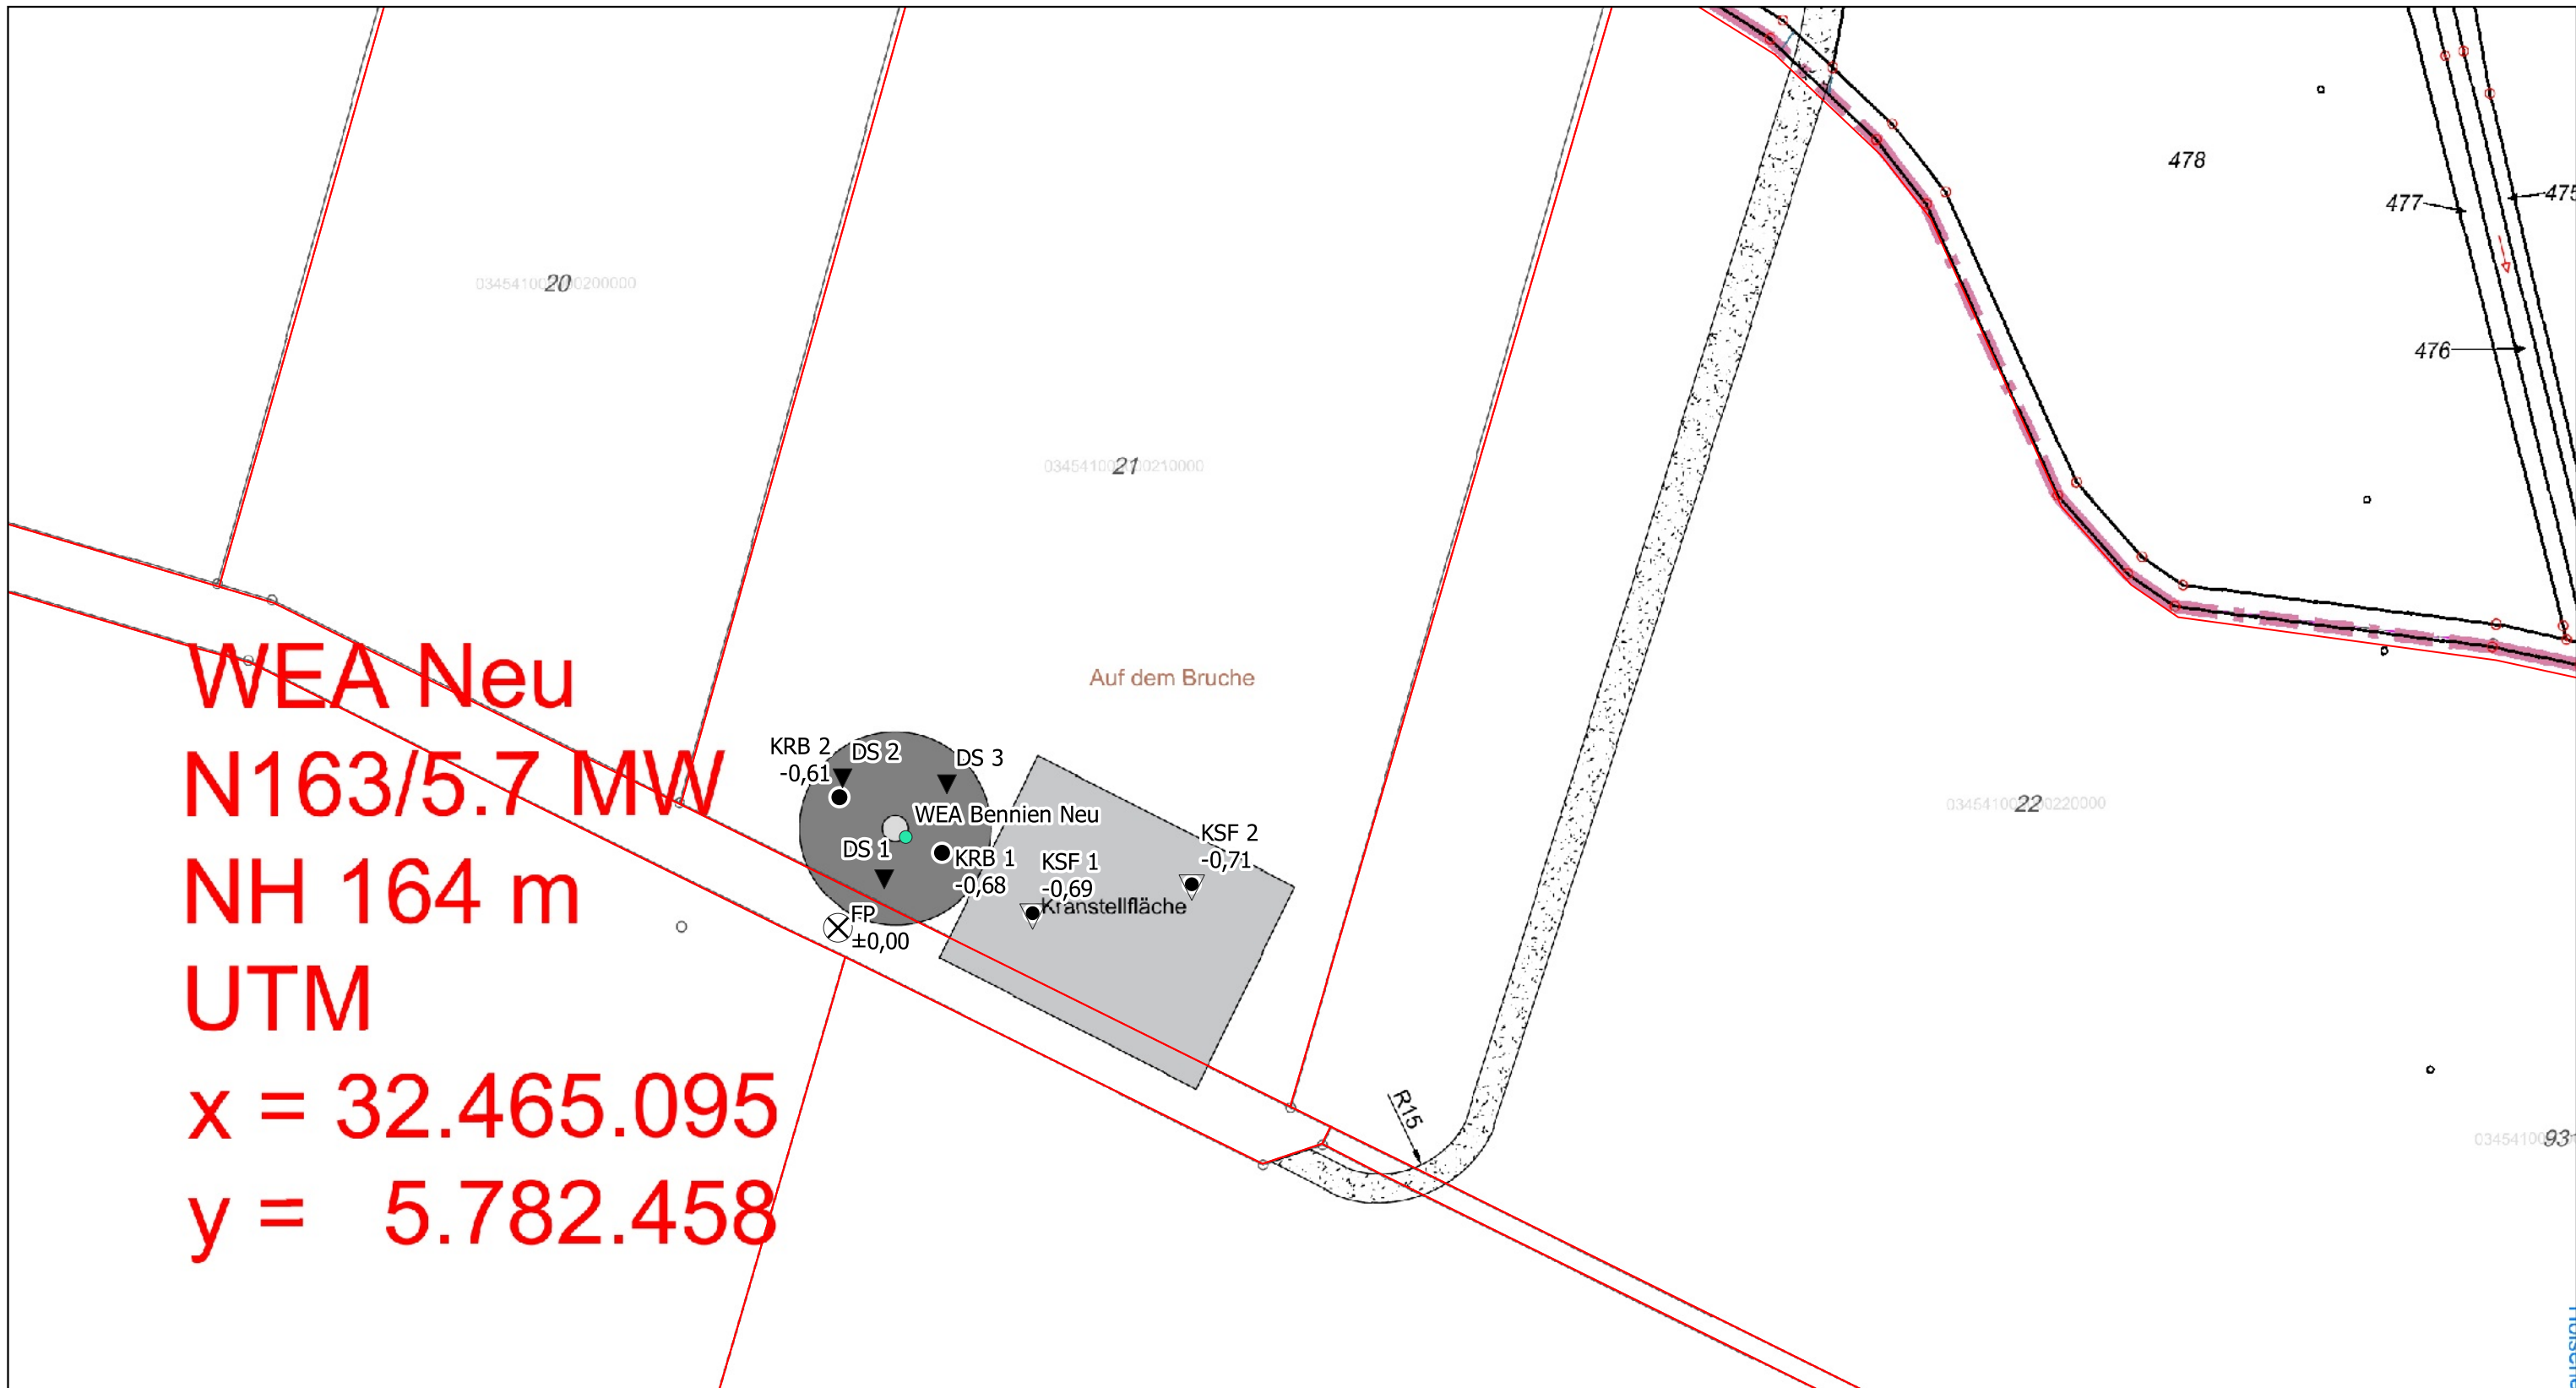 478
477
475
476
20
21
Auf dem Bruche
WEA Neu
N163/5.7 MW
NH 164 m
UTM
x = 32.465.095
y = 5.782.458
KRB 2
-0,61
DS 2
DS 3
WEA Bennien Neu
DS 1
KRB 1
-0,68
KSF 1
-0,69
Kranstellfläche
KSF 2
-0,71
FP
±0,00
22
R15
93